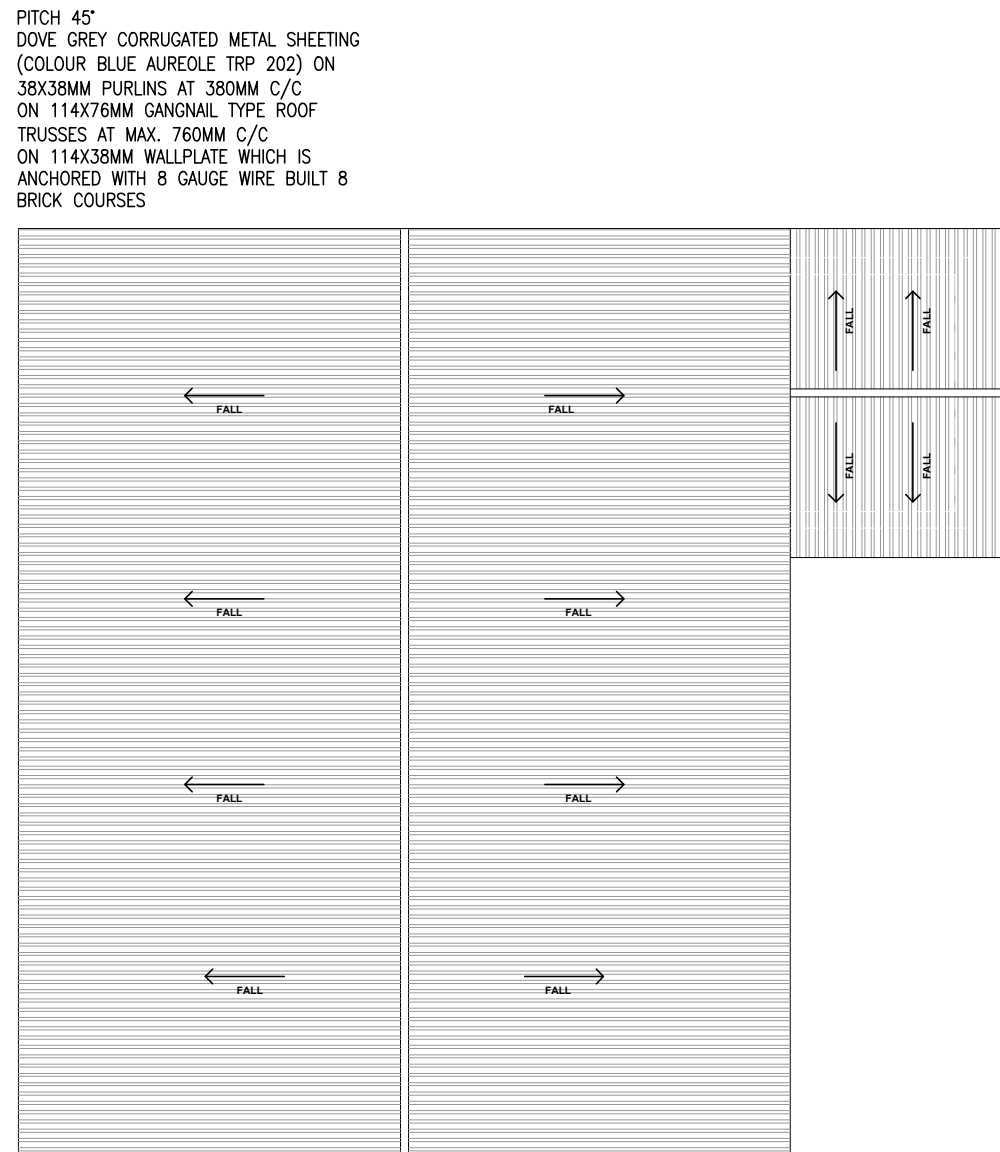 PITCH 45°
DOVE GREY CORRUGATED METAL SHEETING
(COLOUR BLUE AUREOLE TRP 202) ON
38X38MM PURLINS AT 380MM C/C
ON 114X76MM GANGNAIL TYPE ROOF
TRUSSES AT MAX. 760MM C/C
ON 114X38MM WALLPLATE WHICH IS
ANCHORED WITH 8 GAUGE WIRE BUILT 8
BRICK COURSES
FALL
FALL
FALL
FALL
FALL
FALL
FALL
FALL
FALL
FALL
FALL
FALL